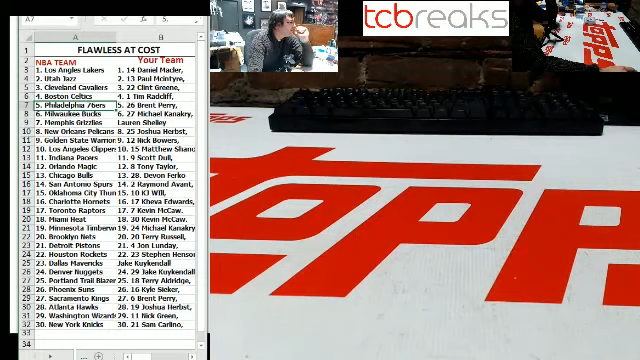 A7
5.
A B
FLAWLESS AT COST
NBA TEAM Your Team
1. Los Angles Lakers 1. 14 Daniel Macier,
2. Utah Jazz 2. 13 Paul Mcintyre,
3. Cleveland Cavaliers 3. 22 Clint Greene,
4. Boston Celtics 4. 1 Tim Radcliff,
5. Philadelphia 76ers 5. 26 Brent Perry,
6. Milwaukee Bucks 6. 27 Michael Kanakry,
7. Memphis Grizzlies Lauren Shelley
10. New Orleans Pelicans 8. 25 Joshua Herbst,
9. Golden State Warrior 9. 12 Nick Bowers,
10. Los Angeles Clippers 10. 15 Matthew Shano
11. Indiana Pacers 11. 9 Scott Dull,
12. Orlando Magic 12. 8 Tony Taylor,
13. Chicago Bulls 13. 28. Devon Ferko
14. San Antonio Spurs 14. 2 Raymond Avant,
15. Oklahoma City Thun 15. 10 KJ Will,
16. Charlotte Hornets 16. 17 Kheva Edwards,
17. Toronto Raptors 17. 7 Kevin McCaw.
18. Miami Heat 18. 30 Kevin McCaw.
19. Minnesota Timberw 19. 24 Michael Kanakry
20. Brooklyn Nets 20. 20 Terry Russell,
21. Detroit Pistons 21. 4 Jon Lunday,
22. Houston Rockets 22. 23 Stephen Henson
23. Dallas Mavericks Jake Kuykendall
24. Denver Nuggets 24. 29 Jake Kuykendall
25. Portland Trail Blazer 25. 18 Terry Aldridge,
26. Phoenix Suns 26. 16 Kyle Sieker,
27. Sacramento Kings 27. 6 Brent Perry,
28. Atlanta Hawks 28. 19 Joshua Herbst,
29. Washington Wizard 29. 11 Nick Green,
30. New York Knicks 30. 21 Sam Carlino,
tcbreaks
topps
TOPP